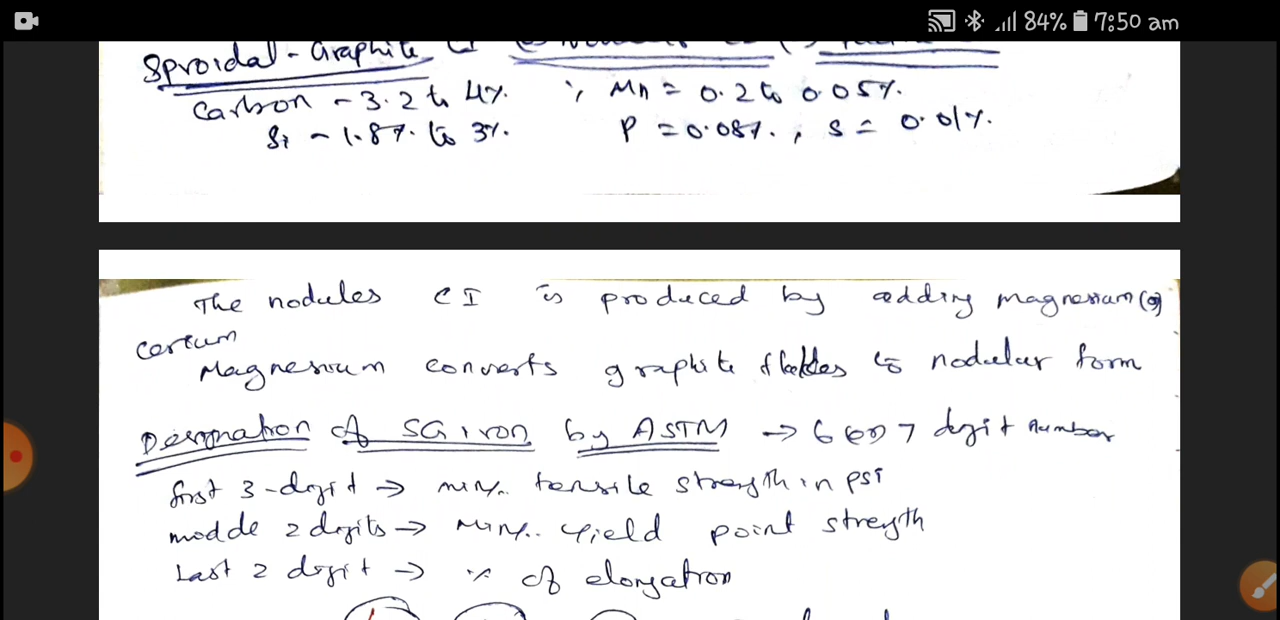 84% 7:50 am
Sproidal - Graphite CI
Carbon - 3.2 to 4%. , Mn = 0.2 to 0.05%.
Si - 1.8%. to 3%. P = 0.08%. , S = 0.01%.
The nodules CI is produced by adding magnesium (or)
cerium
Magnesium converts graphite to nodular form
Designation of SG iron by ASTM → 6 (or) 7 digit number
first 3-digit → min. tensile strength in psi
middle 2 digits → Min. yield point strength
Last 2 digit → % of elongation